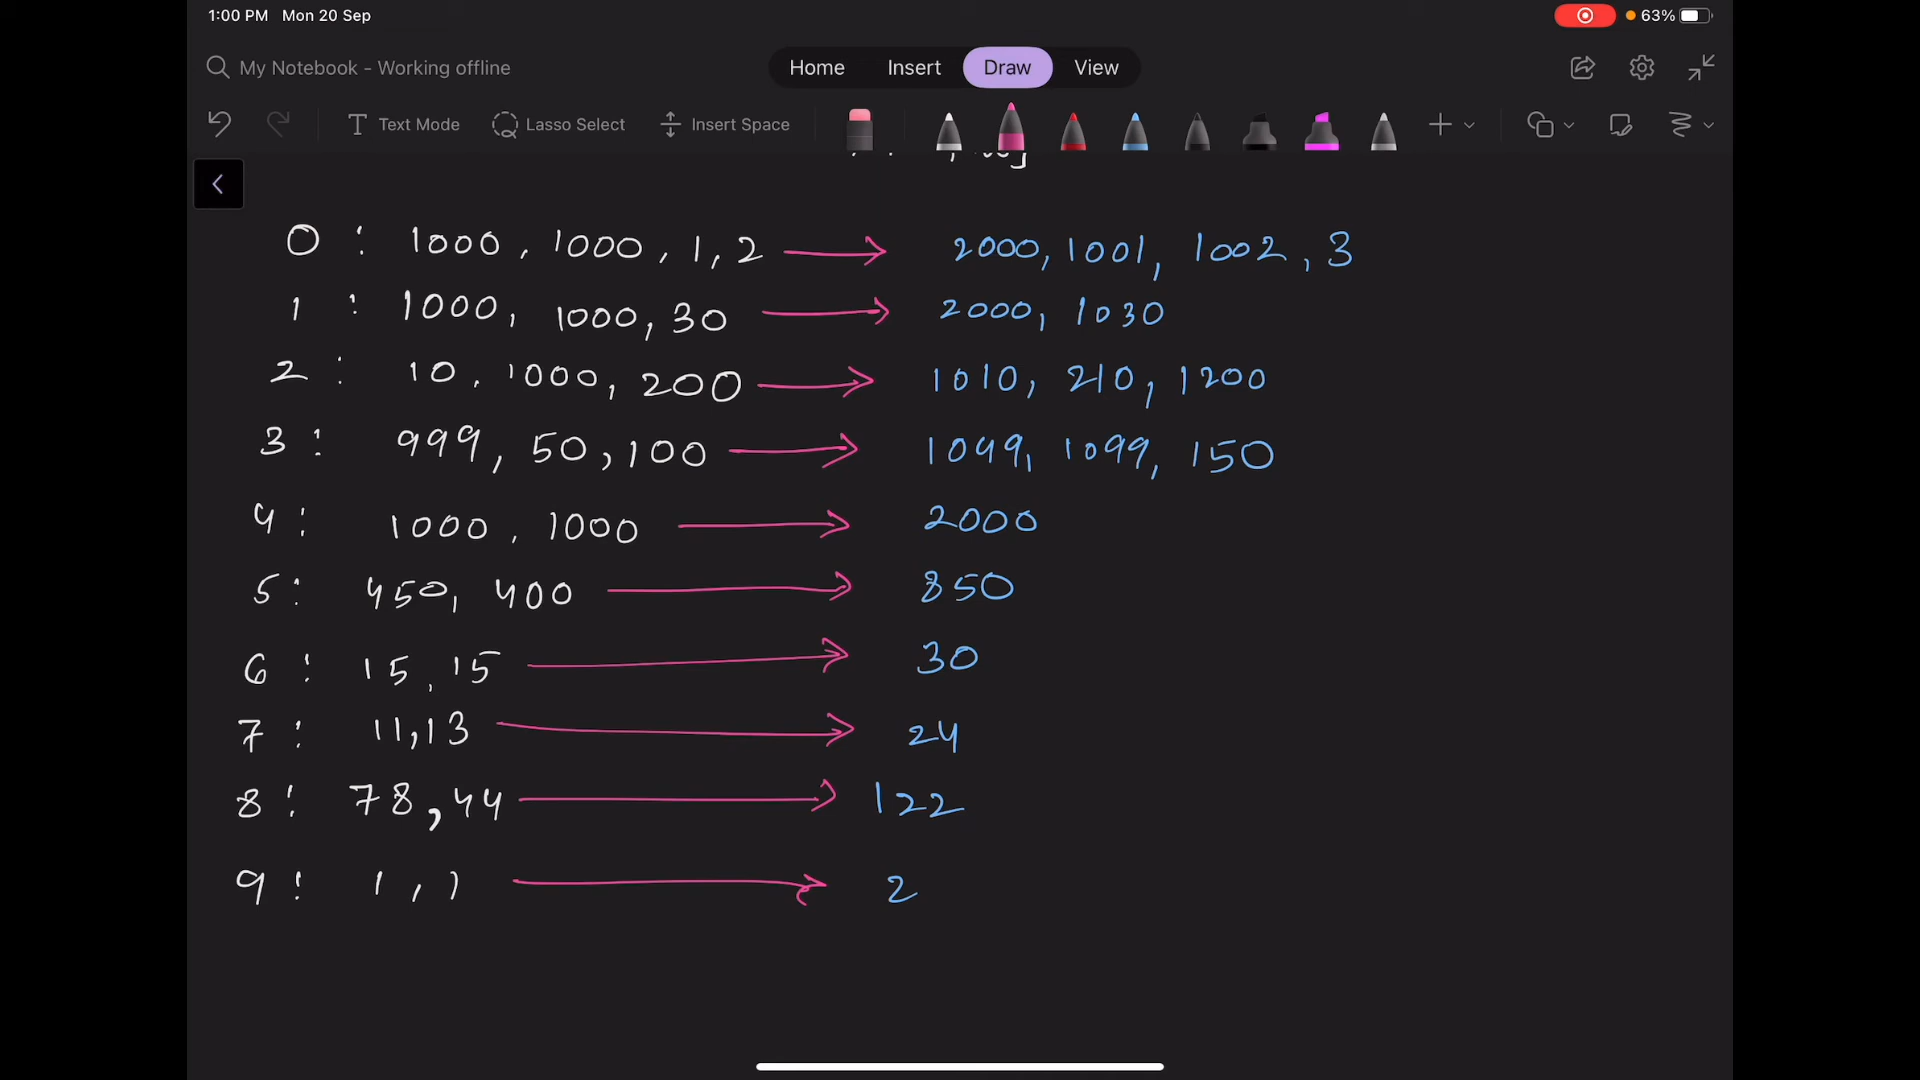 1:00 PM Mon 20 Sep 63%
My Notebook - Working offline Home Insert Draw View
Text Mode Lasso Select Insert Space
0 : 1000, 1000, 1, 2 → 2000, 1001, 1002, 3
1 : 1000, 1000, 30 → 2000, 1030
2 : 10, 1000, 200 → 1010, 210, 1200
3 : 999, 50, 100 → 1049, 1099, 150
4 : 1000, 1000 → 2000
5 : 450, 400 → 850
6 : 15, 15 → 30
7 : 11, 13 → 24
8 : 78, 44 → 122
9 : 1, 1 → 2